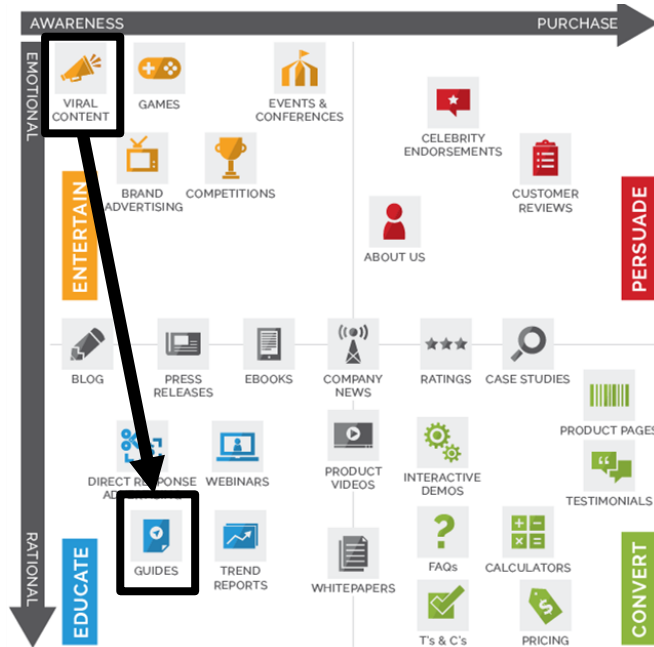 AWARENESS
PURCHASE
EMOTIONAL
VIRAL
CONTENT
GAMES
EVENTS &
CONFERENCES
CELEBRITY
ENDORSEMENTS
BRAND
ADVERTISING
COMPETITIONS
CUSTOMER
REVIEWS
ENTERTAIN
PERSUADE
ABOUT US
BLOG
PRESS
RELEASES
EBOOKS
COMPANY
NEWS
RATINGS
CASE STUDIES
PRODUCT PAGES
DIRECT RESPONSE
WEBINARS
PRODUCT
VIDEOS
INTERACTIVE
DEMOS
TESTIMONIALS
RATIONAL
EDUCATE
GUIDES
TREND
REPORTS
WHITEPAPERS
FAQs
CALCULATORS
CONVERT
T's & C's
PRICING